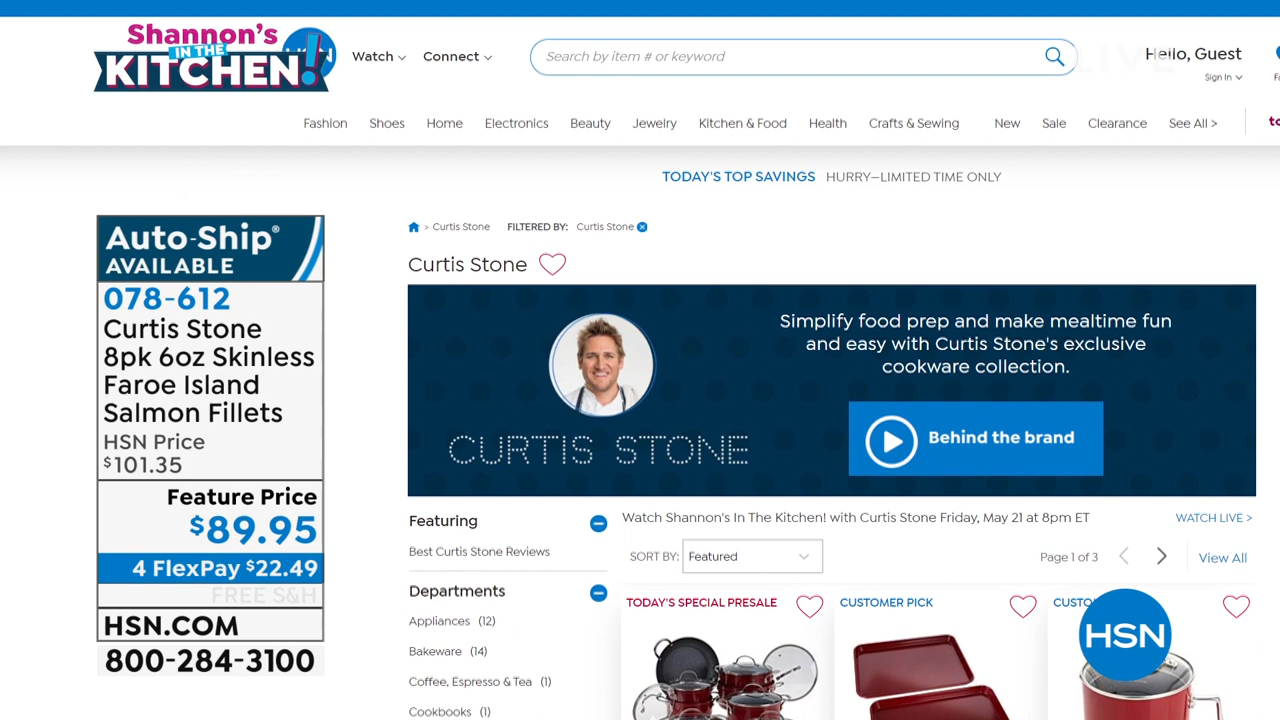 Shannon's
IN THE
KITCHEN!
Watch
Connect
Search by item # or keyword
LIVE
Hello, Guest
Sign In
Fashion
Shoes
Home
Electronics
Beauty
Jewelry
Kitchen & Food
Health
Crafts & Sewing
New
Sale
Clearance
See All >
TODAY'S TOP SAVINGS HURRY—LIMITED TIME ONLY
Auto-Ship®
AVAILABLE
078-612
Curtis Stone
8pk 6oz Skinless
Faroe Island
Salmon Fillets
HSN Price
$101.35
Feature Price
$89.95
4 FlexPay $22.49
FREE S&H
HSN.COM
800-284-3100
> Curtis Stone FILTERED BY: Curtis Stone
Curtis Stone
CURTIS STONE
Simplify food prep and make mealtime fun
and easy with Curtis Stone's exclusive
cookware collection.
Behind the brand
Featuring
Best Curtis Stone Reviews
Departments
Appliances (12)
Bakeware (14)
Coffee, Espresso & Tea (1)
Cookbooks (1)
Watch Shannon's In The Kitchen! with Curtis Stone Friday, May 21 at 8pm ET
WATCH LIVE >
SORT BY: Featured
Page 1 of 3
View All
TODAY'S SPECIAL PRESALE
CUSTOMER PICK
CUSTO
HSN